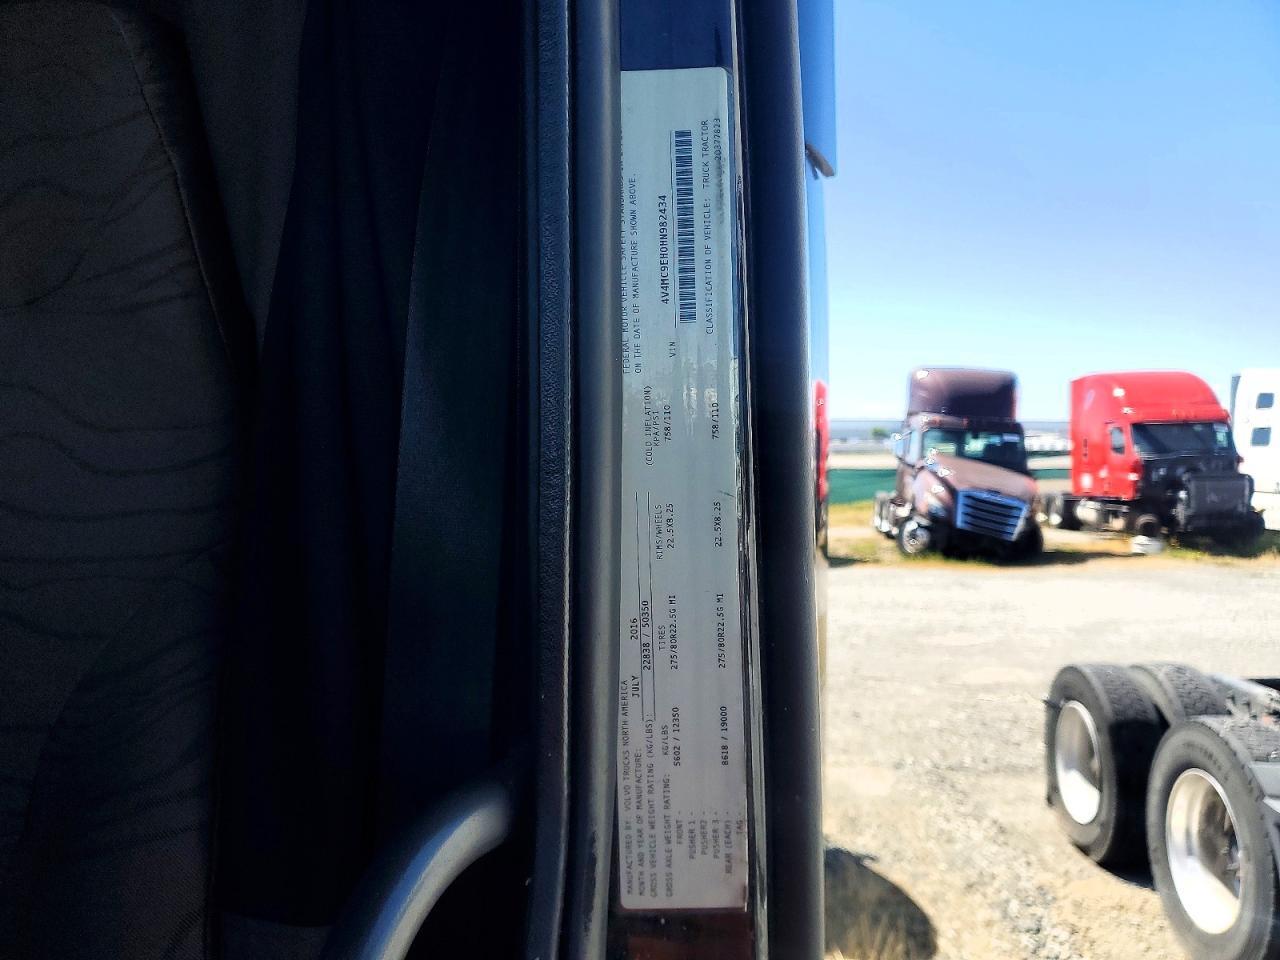 MANUFACTURED BY: VOLVO TRUCKS NORTH AMERICA
MONTH AND YEAR OF MANUFACTURE: JULY 2016
GROSS VEHICLE WEIGHT RATING (KG/LBS): 22838 / 50350
GROSS AXLE WEIGHT RATING: KG/LBS TIRES RIMS/WHEELS (COLD INFLATION) KPA/PSI
FRONT - 5602 / 12350 275/80R22.5G MI 22.5X8.25 758/110
PUSHER 1 -
PUSHER2 -
PUSHER 3 -
REAR (EACH) - 8618 / 19000 275/80R22.5G MI 22.5X8.25 758/110
TAG
FEDERAL MOTOR VEHICLE SAFETY STANDARDS
ON THE DATE OF MANUFACTURE SHOWN ABOVE.
VIN 4V4MC9EH0HN982434
CLASSIFICATION OF VEHICLE: TRUCK TRACTOR
20377813